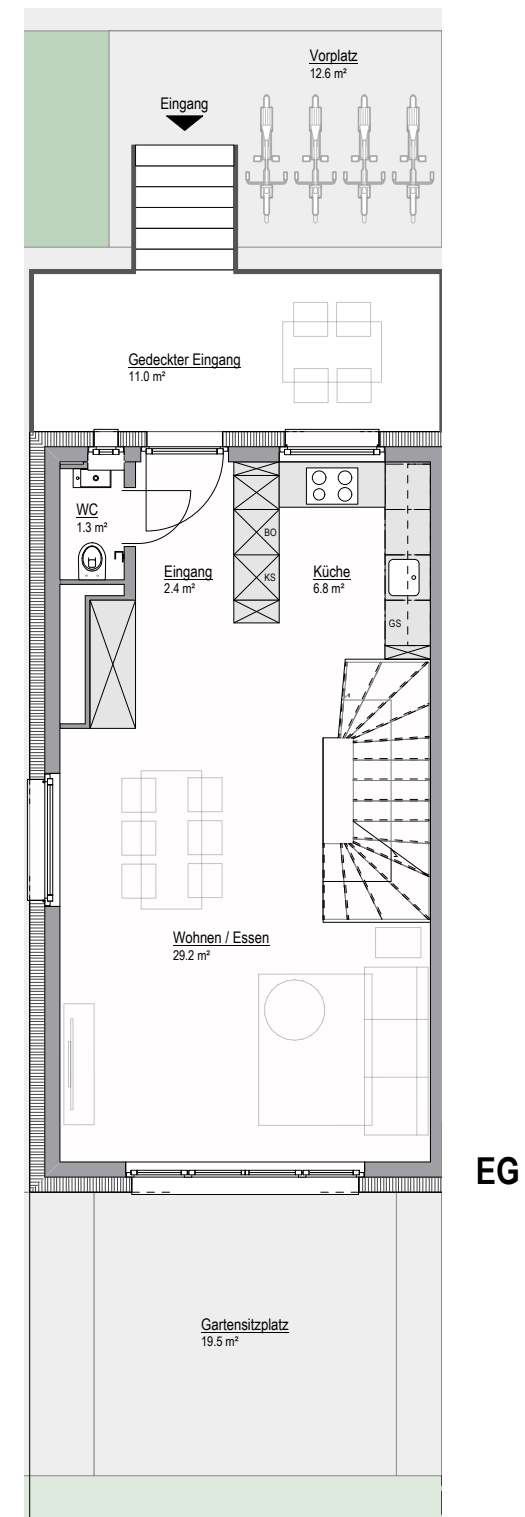 Vorplatz
12.6 m²
Eingang
Gedeckter Eingang
11.0 m²
WC
1.3 m²
BO
Eingang
2.4 m²
KS
Küche
6.8 m²
GS
Wohnen / Essen
29.2 m²
EG
Gartensitzplatz
19.5 m²